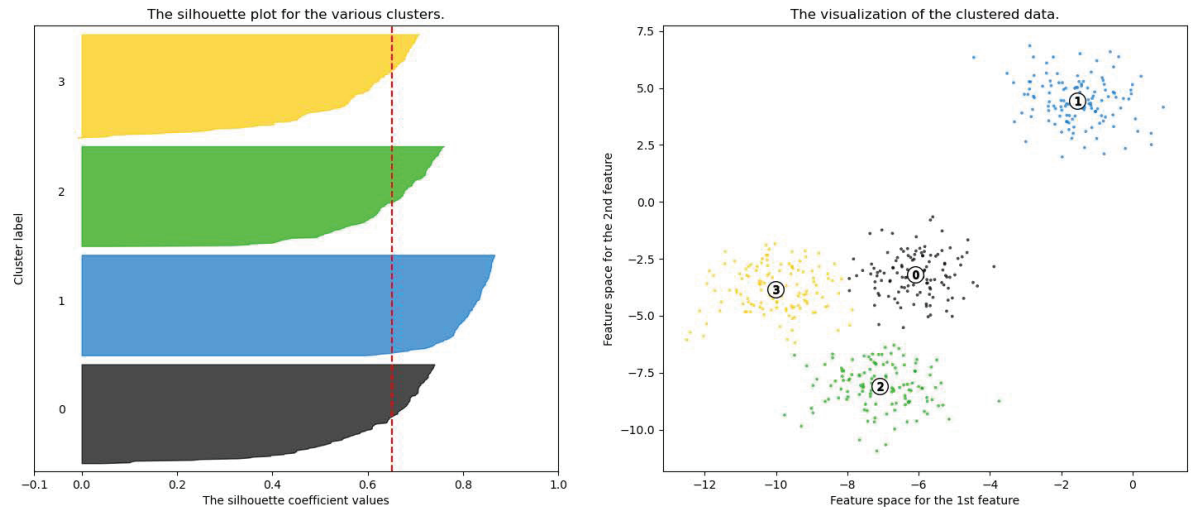 The silhouette plot for the various clusters.
3
2
1
0
Cluster label
−0.1 0.0 0.2 0.4 0.6 0.8 1.0
The silhouette coefficient values
The visualization of the clustered data.
7.5
5.0
2.5
0.0
−2.5
−5.0
−7.5
−10.0
Feature space for the 2nd feature
1
0
3
2
−12 −10 −8 −6 −4 −2 0
Feature space for the 1st feature